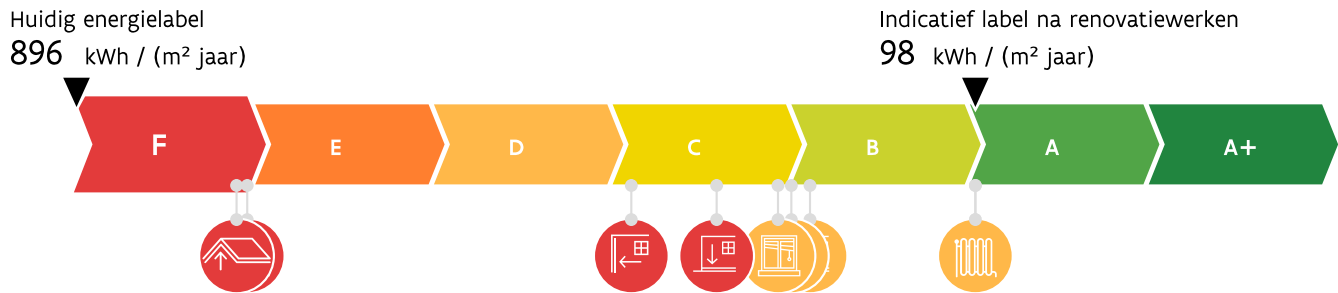 Huidig energielabel
896 kWh / (m² jaar)
Indicatief label na renovatiewerken
98 kWh / (m² jaar)
F E D C B A A+